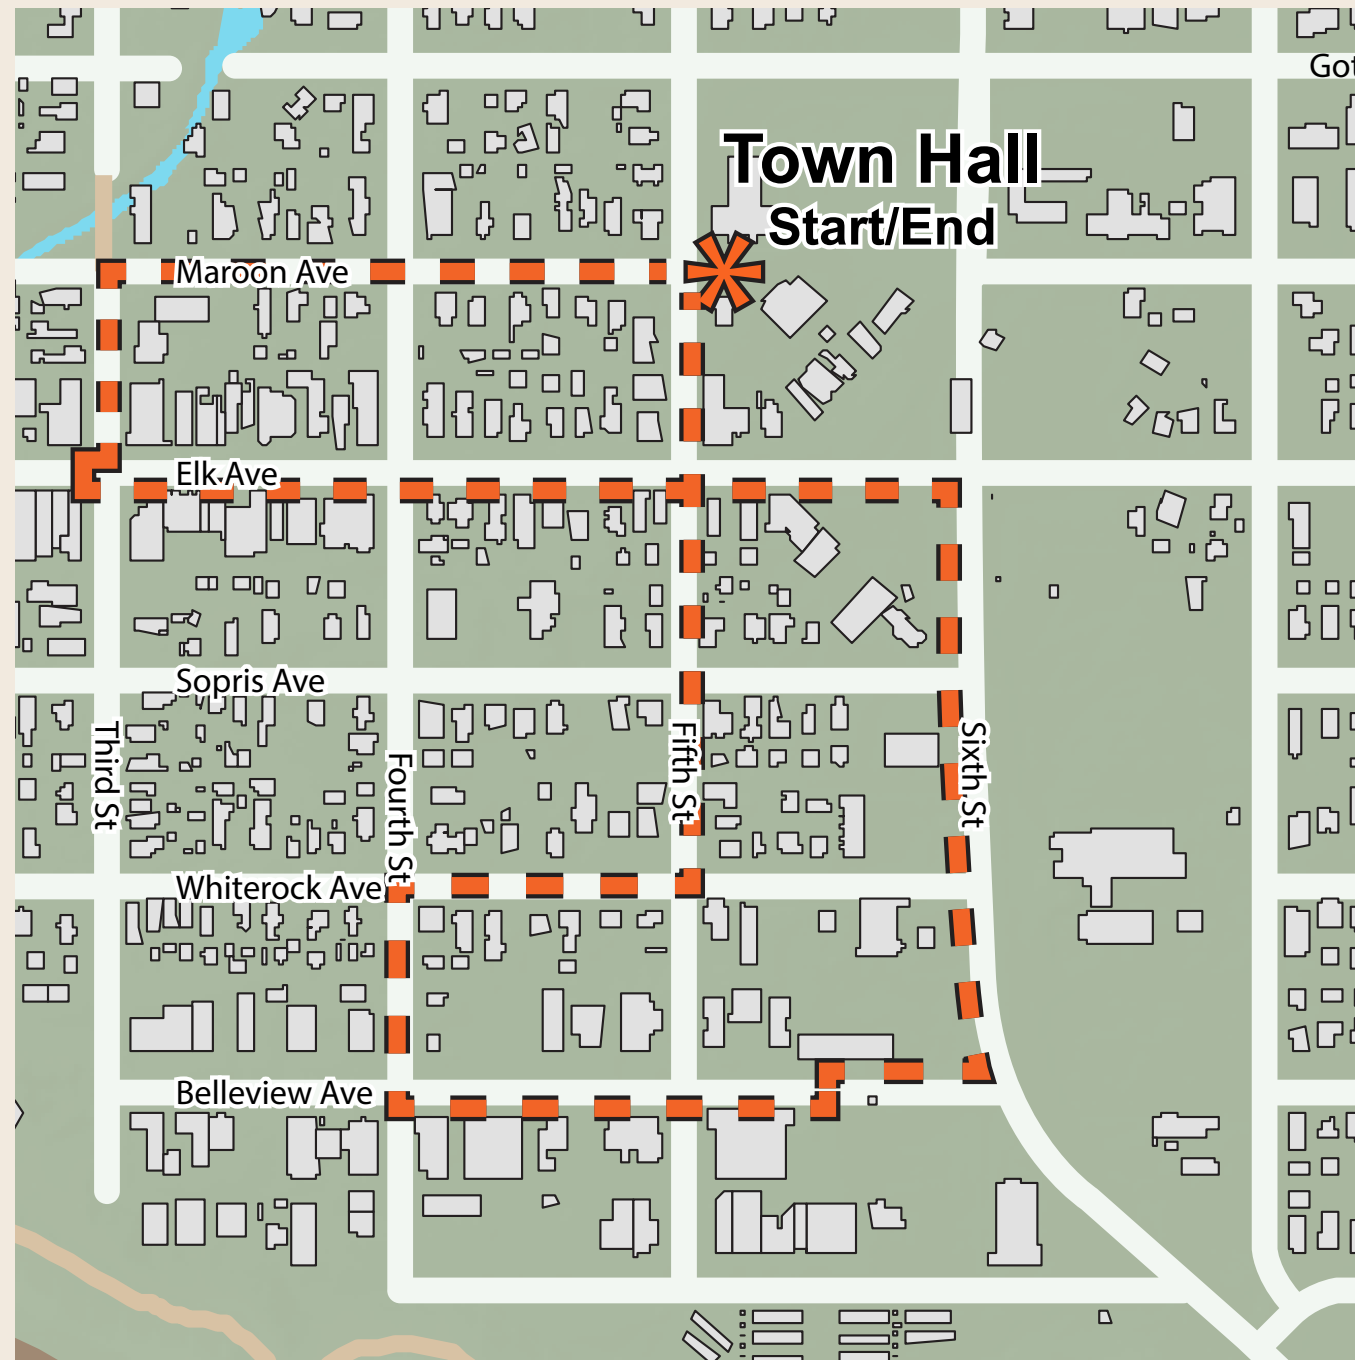 Got
Town Hall
Start/End
Maroon Ave
Elk Ave
Sopris Ave
Third St
Fourth St
Fifth St
Sixth St
Whiterock Ave
Belleview Ave